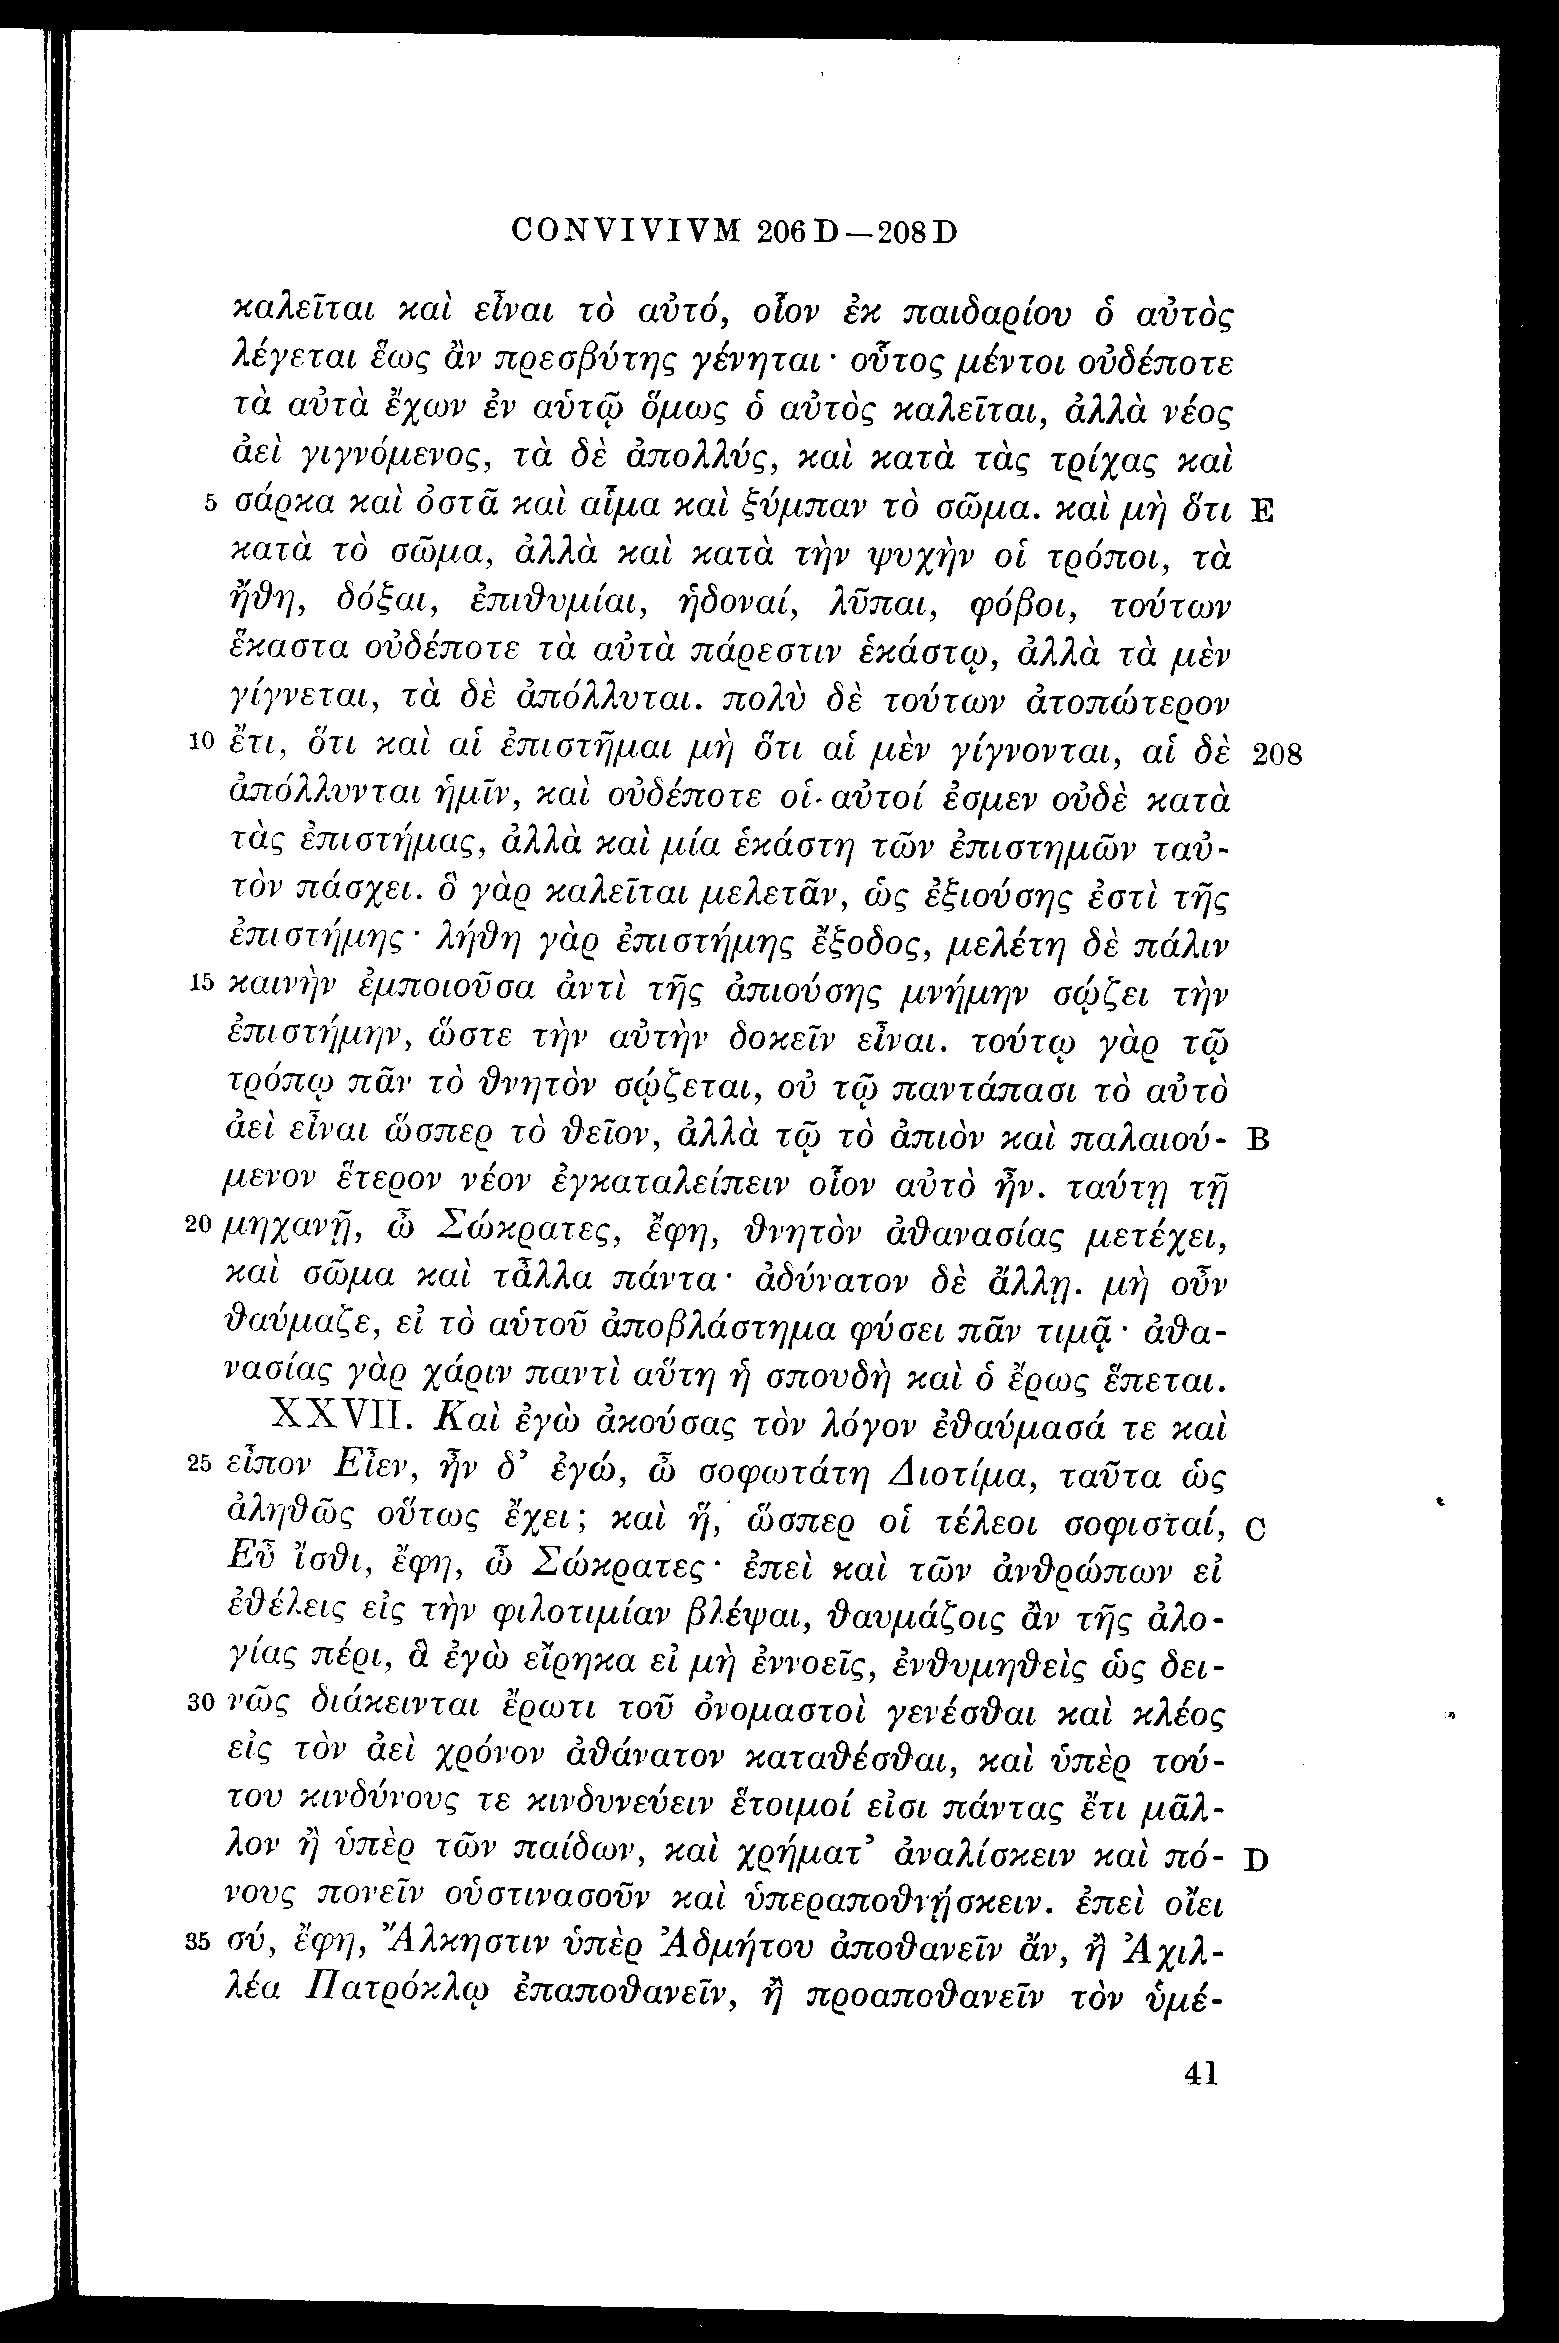 CONVIVIVM 206 D—208 D
καλεῖται καὶ εἶναι τὸ αὐτό, οἷον ἐκ παιδαρίου ὁ αὐτὸς
λέγεται ἕως ἂν πρεσβύτης γένηται· οὗτος μέντοι οὐδέποτε
τὰ αὐτὰ ἔχων ἐν αὑτῷ ὅμως ὁ αὐτὸς καλεῖται, ἀλλὰ νέος
ἀεὶ γιγνόμενος, τὰ δὲ ἀπολλύς, καὶ κατὰ τὰς τρίχας καὶ
5 σάρκα καὶ ὀστᾶ καὶ αἷμα καὶ ξύμπαν τὸ σῶμα. καὶ μὴ ὅτι E
κατὰ τὸ σῶμα, ἀλλὰ καὶ κατὰ τὴν ψυχὴν οἱ τρόποι, τὰ
ἤθη, δόξαι, ἐπιθυμίαι, ἡδοναί, λῦπαι, φόβοι, τούτων
ἕκαστα οὐδέποτε τὰ αὐτὰ πάρεστιν ἑκάστῳ, ἀλλὰ τὰ μὲν
γίγνεται, τὰ δὲ ἀπόλλυται. πολὺ δὲ τούτων ἀτοπώτερον
10 ἔτι, ὅτι καὶ αἱ ἐπιστῆμαι μὴ ὅτι αἱ μὲν γίγνονται, αἱ δὲ 208
ἀπόλλυνται ἡμῖν, καὶ οὐδέποτε οἱ αὐτοί ἐσμεν οὐδὲ κατὰ
τὰς ἐπιστήμας, ἀλλὰ καὶ μία ἑκάστη τῶν ἐπιστημῶν ταὐ-
τὸν πάσχει. ὃ γὰρ καλεῖται μελετᾶν, ὡς ἐξιούσης ἐστὶ τῆς
ἐπιστήμης· λήθη γὰρ ἐπιστήμης ἔξοδος, μελέτη δὲ πάλιν
15 καινὴν ἐμποιοῦσα ἀντὶ τῆς ἀπιούσης μνήμην σῴζει τὴν
ἐπιστήμην, ὥστε τὴν αὐτὴν δοκεῖν εἶναι. τούτῳ γὰρ τῷ
τρόπῳ πᾶν τὸ θνητὸν σῴζεται, οὐ τῷ παντάπασι τὸ αὐτὸ
ἀεὶ εἶναι ὥσπερ τὸ θεῖον, ἀλλὰ τῷ τὸ ἀπιὸν καὶ παλαιού- B
μενον ἕτερον νέον ἐγκαταλείπειν οἷον αὐτὸ ἦν. ταύτῃ τῇ
20 μηχανῇ, ὦ Σώκρατες, ἔφη, θνητὸν ἀθανασίας μετέχει,
καὶ σῶμα καὶ τἆλλα πάντα· ἀδύνατον δὲ ἄλλῃ. μὴ οὖν
θαύμαζε, εἰ τὸ αὑτοῦ ἀποβλάστημα φύσει πᾶν τιμᾷ· ἀθα-
νασίας γὰρ χάριν παντὶ αὕτη ἡ σπουδὴ καὶ ὁ ἔρως ἕπεται.
XXVII. Καὶ ἐγὼ ἀκούσας τὸν λόγον ἐθαύμασά τε καὶ
25 εἶπον Εἶεν, ἦν δ’ ἐγώ, ὦ σοφωτάτη Διοτίμα, ταῦτα ὡς
ἀληθῶς οὕτως ἔχει; καὶ ἥ, ὥσπερ οἱ τέλεοι σοφισταί, C
Εὖ ἴσθι, ἔφη, ὦ Σώκρατες· ἐπεὶ καὶ τῶν ἀνθρώπων εἰ
ἐθέλεις εἰς τὴν φιλοτιμίαν βλέψαι, θαυμάζοις ἂν τῆς ἀλο-
γίας πέρι, ἃ ἐγὼ εἴρηκα εἰ μὴ ἐννοεῖς, ἐνθυμηθεὶς ὡς δει-
30 νῶς διάκεινται ἔρωτι τοῦ ὀνομαστοὶ γενέσθαι καὶ κλέος
εἰς τὸν ἀεὶ χρόνον ἀθάνατον καταθέσθαι, καὶ ὑπὲρ τού-
του κινδύνους τε κινδυνεύειν ἕτοιμοί εἰσι πάντας ἔτι μᾶλ-
λον ἢ ὑπὲρ τῶν παίδων, καὶ χρήματ’ ἀναλίσκειν καὶ πό- D
νους πονεῖν οὑστινασοῦν καὶ ὑπεραποθνῄσκειν. ἐπεὶ οἴει
35 σύ, ἔφη, Ἄλκηστιν ὑπὲρ Ἀδμήτου ἀποθανεῖν ἄν, ἢ Ἀχιλ-
λέα Πατρόκλῳ ἐπαποθανεῖν, ἢ προαποθανεῖν τὸν ὑμέ-
41